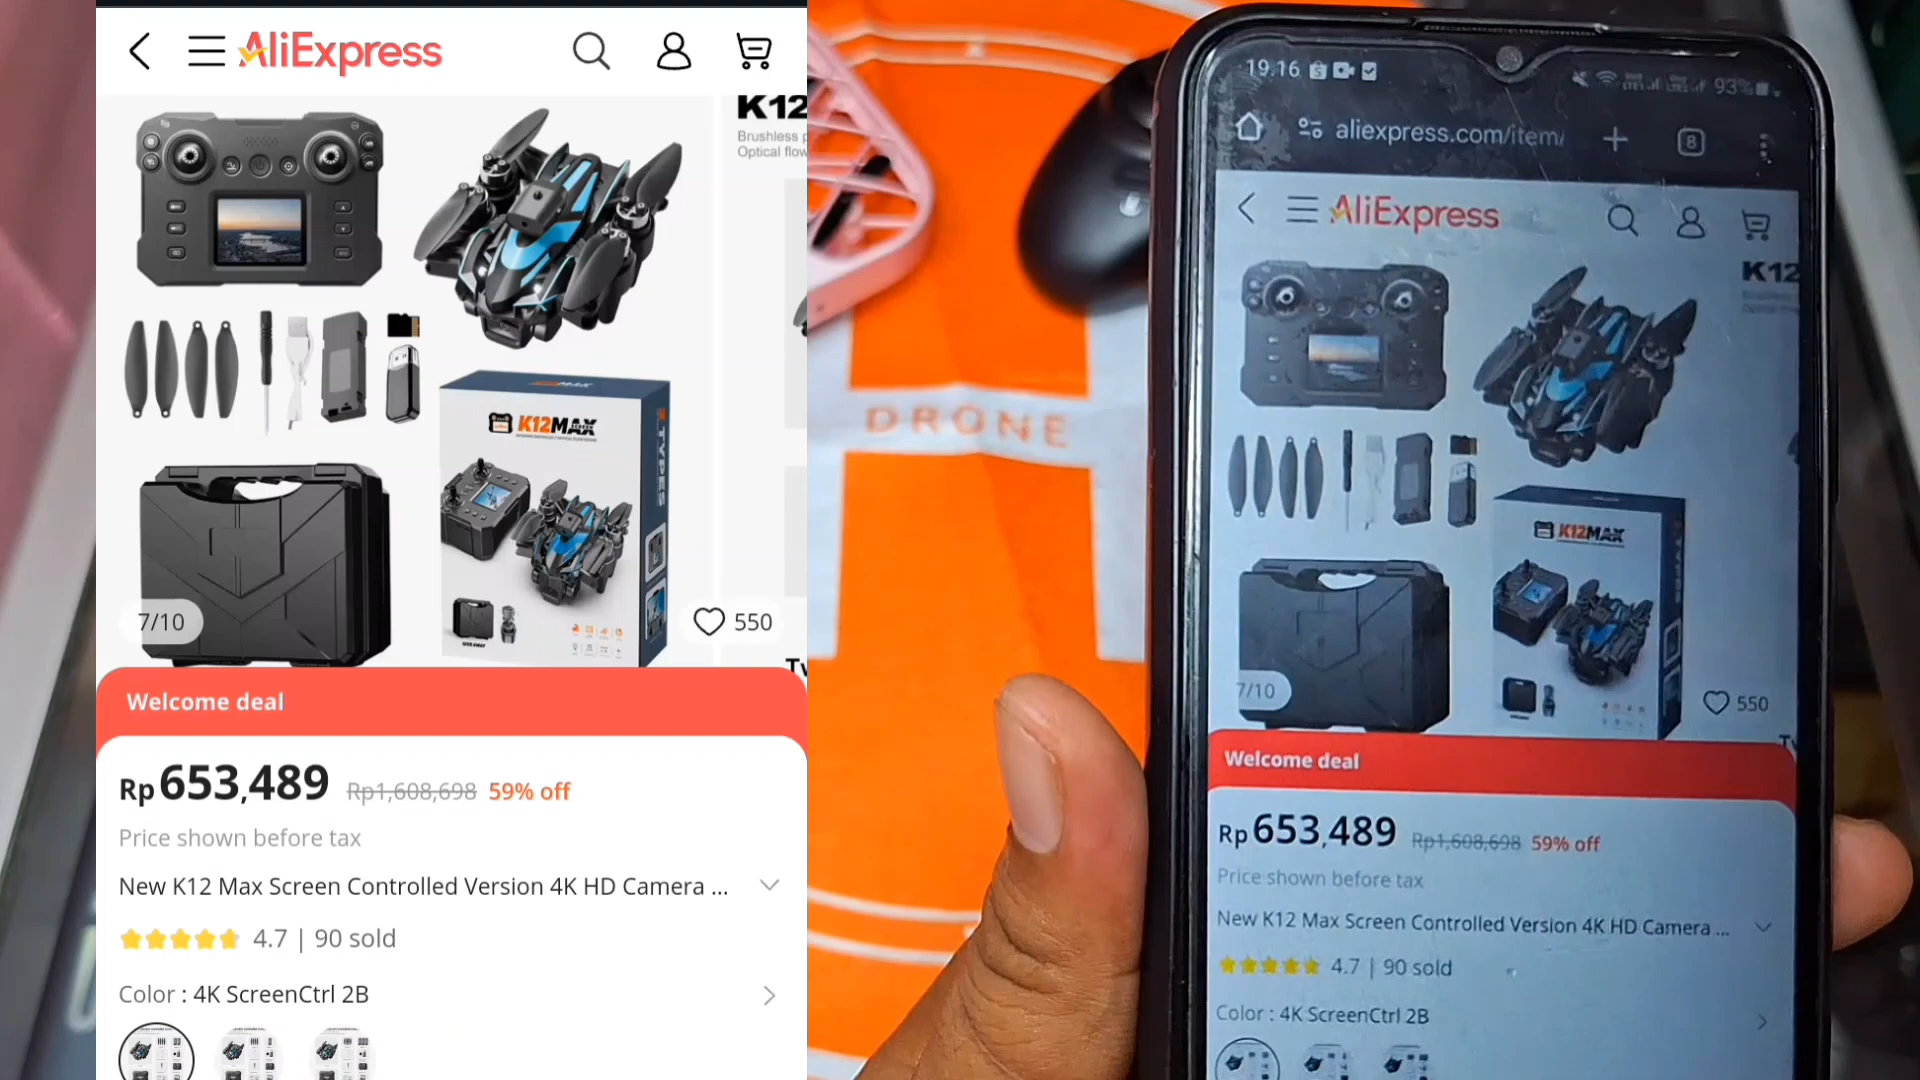 AliExpress
K12
Brushless
Optical flow
K12MAX
3 TYPES
7/10
550
Welcome deal
Rp653,489 Rp1,608,698 59% off
Price shown before tax
New K12 Max Screen Controlled Version 4K HD Camera ...
4.7 | 90 sold
Color : 4K ScreenCtrl 2B
DRONE
19.16 93%
aliexpress.com/item/
8
AliExpress
K12
K12MAX
7/10
550
Welcome deal
Rp653,489 Rp1,608,698 59% off
Price shown before tax
New K12 Max Screen Controlled Version 4K HD Camera ...
4.7 | 90 sold
Color : 4K ScreenCtrl 2B